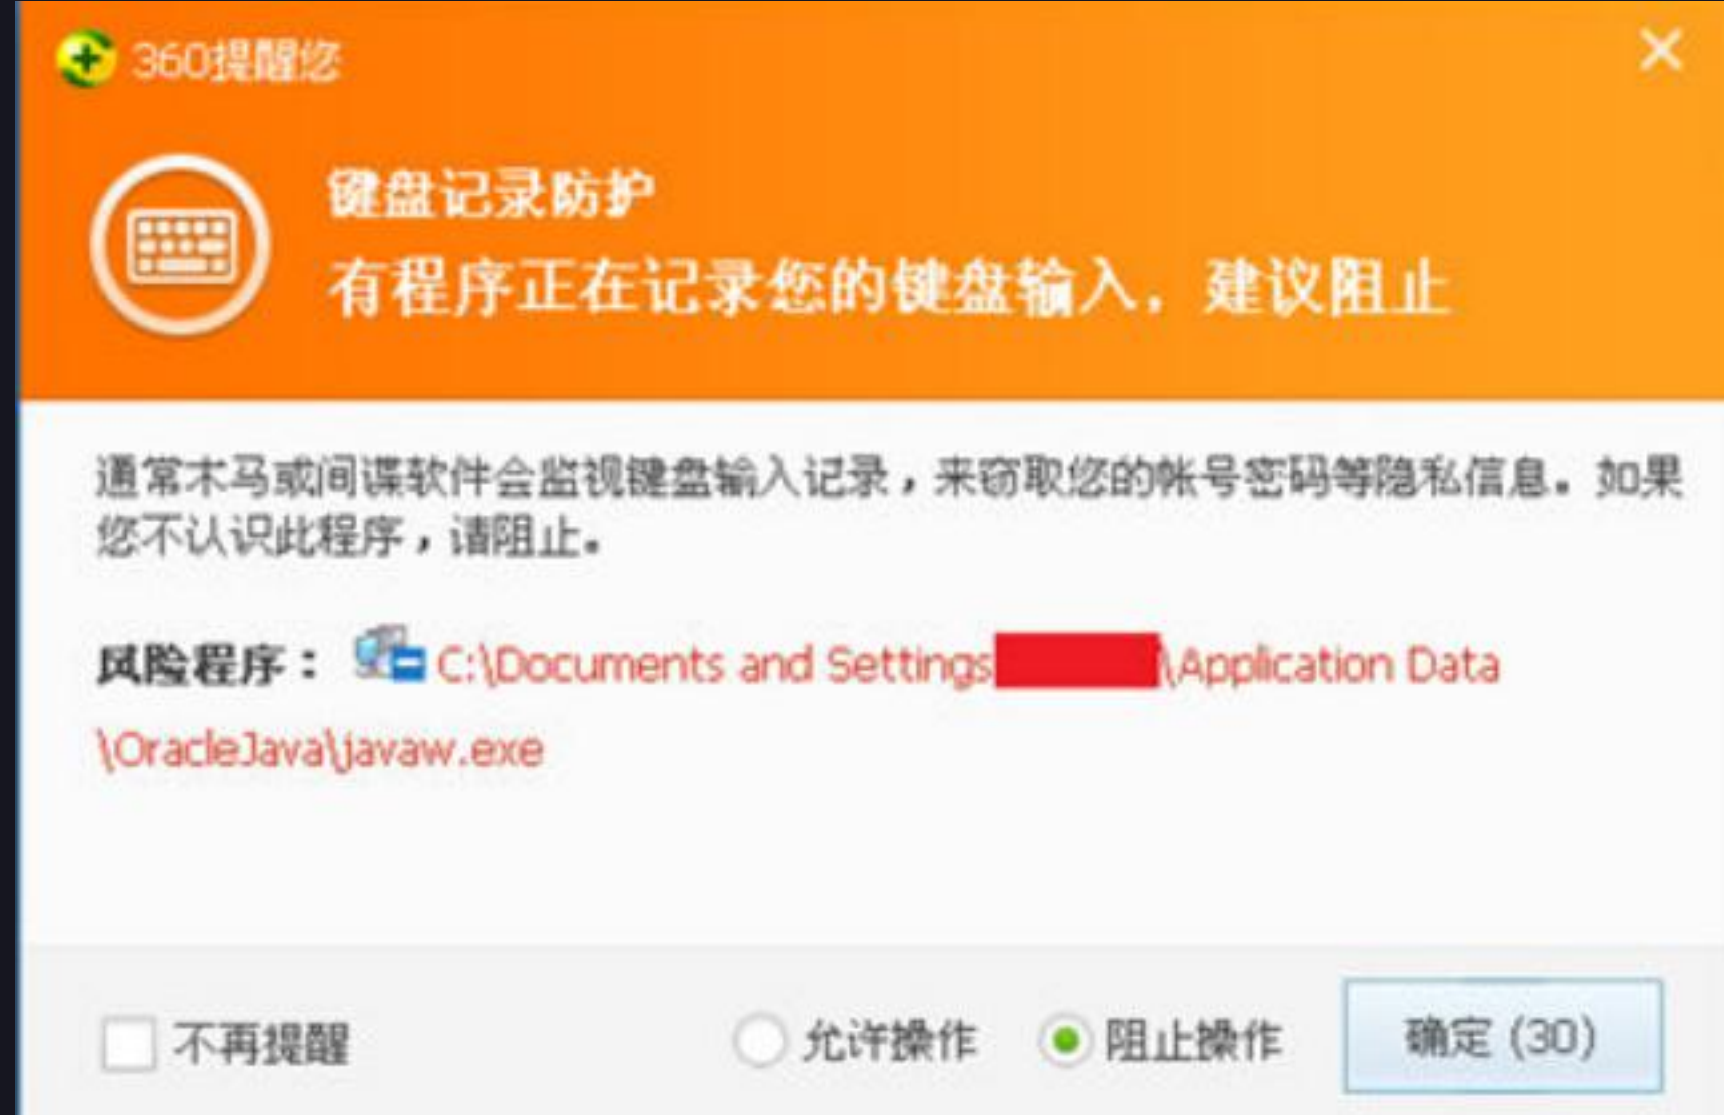 360提醒您
键盘记录防护
有程序正在记录您的键盘输入，建议阻止
通常木马或间谍软件会监视键盘输入记录，来窃取您的帐号密码等隐私信息。如果
您不认识此程序，请阻止。
风险程序： C:\Documents and Settings \Application Data
\OracleJava\javaw.exe
不再提醒 允许操作 阻止操作 确定 (30)